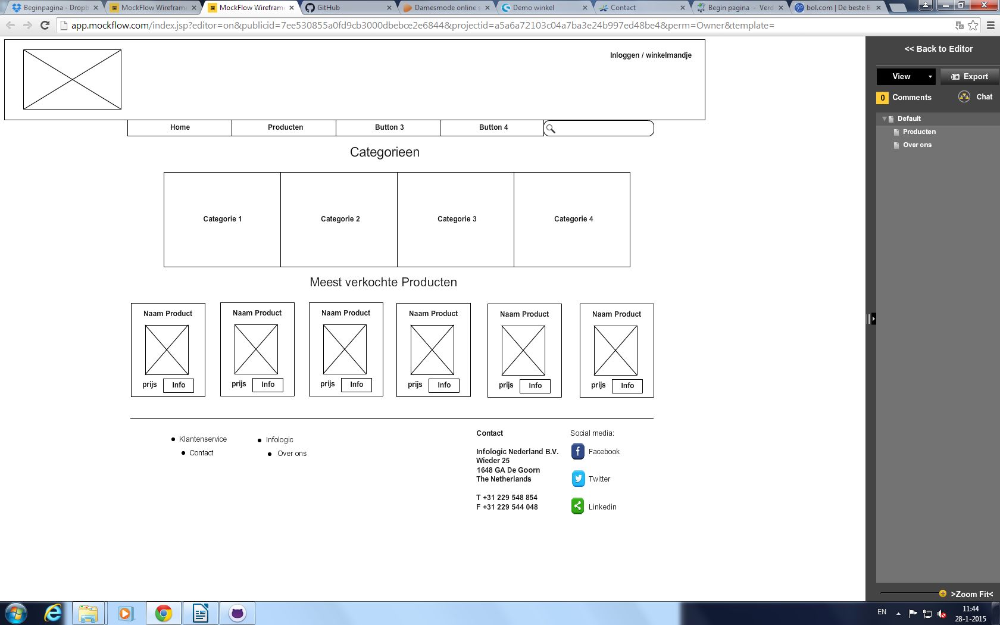 Beginpagina - Dropb
MockFlow Wireframe
MockFlow Wireframe
GitHub
Damesmode online s
Demo winkel
Contact
Begin pagina - Verd
bol.com | De beste B
app.mockflow.com/index.jsp?editor=on&publicid=7ee530855a0fd9cb3000dbebce2e6844&projectid=a5a6a72103c04a7ba3e24b997ed48be4&perm=Owner&template=
Inloggen / winkelmandje
<< Back to Editor
View
Export
0 Comments
Chat
Default
Producten
Over ons
Home
Producten
Button 3
Button 4
Categorieen
Categorie 1
Categorie 2
Categorie 3
Categorie 4
Meest verkochte Producten
Naam Product
Naam Product
Naam Product
Naam Product
Naam Product
Naam Product
prijs Info
prijs Info
prijs Info
prijs Info
prijs Info
prijs Info
Klantenservice
Contact
Infologic
Over ons
Contact
Infologic Nederland B.V.
Wieder 25
1648 GA De Goorn
The Netherlands
T +31 229 548 854
F +31 229 544 048
Social media:
Facebook
Twitter
Linkedin
>Zoom Fit<
EN
11:44
28-1-2015